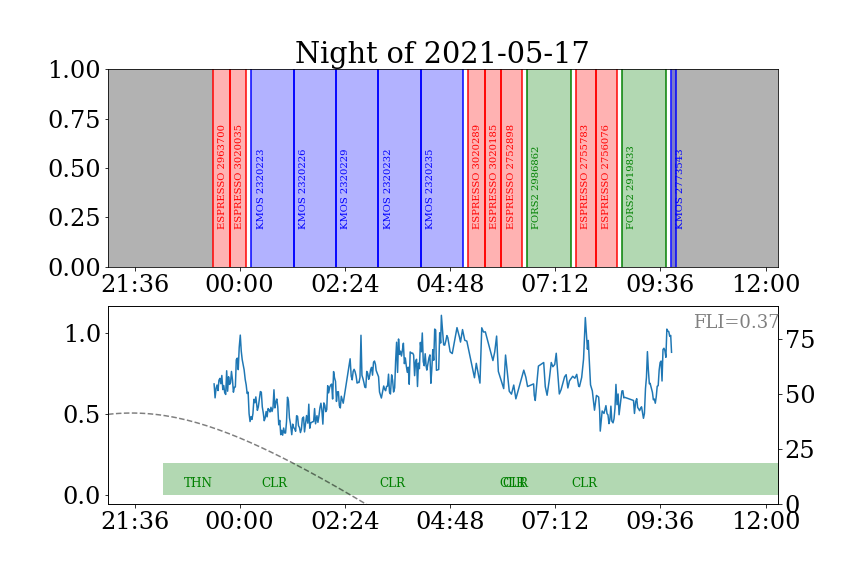 Night of 2021-05-17
1.00
0.75
0.50
0.25
0.00
ESPRESSO 2963700
ESPRESSO 3020035
KMOS 2320223
KMOS 2320226
KMOS 2320229
KMOS 2320232
KMOS 2320235
ESPRESSO 3020289
ESPRESSO 3020185
ESPRESSO 2752898
FORS2 2986862
ESPRESSO 2755783
ESPRESSO 2756076
FORS2 2919833
KMOS 2773543
21:36 00:00 02:24 04:48 07:12 09:36 12:00
FLI=0.37
1.0
0.5
0.0
75
50
25
0
THN CLR CLR CLR CLR CLR
21:36 00:00 02:24 04:48 07:12 09:36 12:00